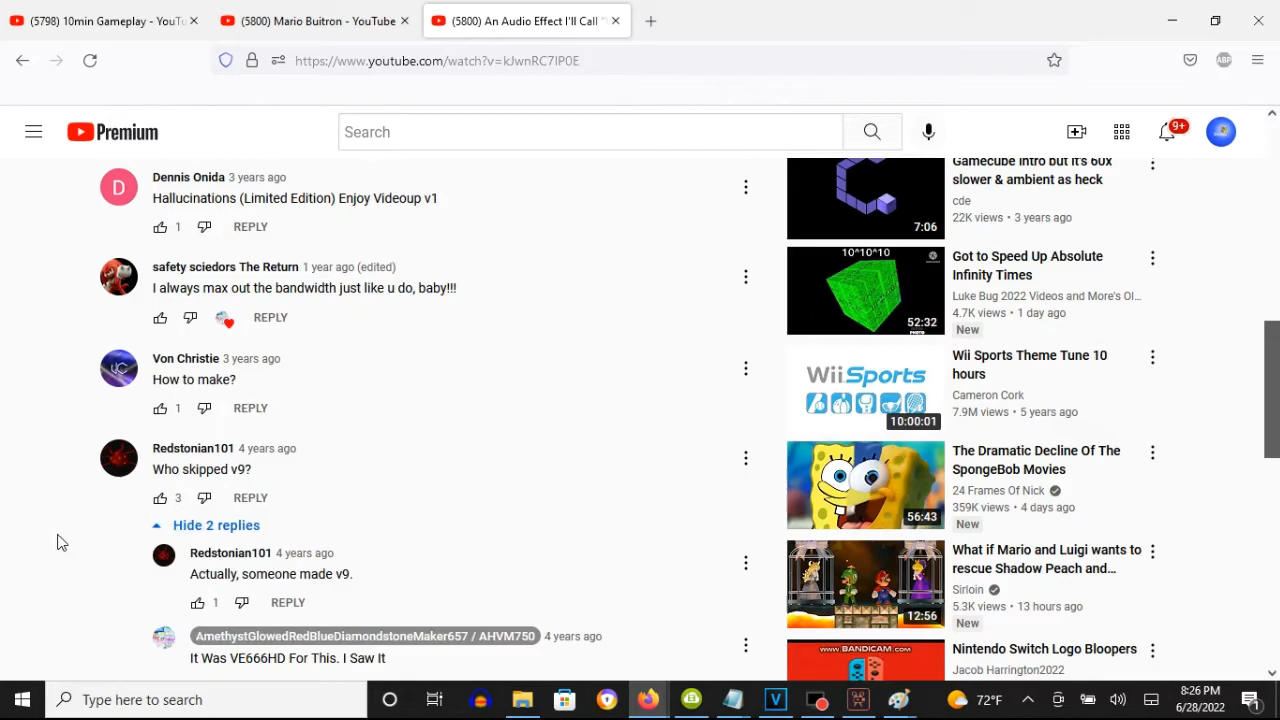 (5798) 10min Gameplay - YouTu
(5800) Mario Buitron - YouTube
(5800) An Audio Effect I'll Call "
https://www.youtube.com/watch?v=kJwnRC7IP0E
ABP
Premium
Search
9+
D
Dennis Onida 3 years ago
Hallucinations (Limited Edition) Enjoy Videoup v1
1
REPLY
safety sciedors The Return 1 year ago (edited)
I always max out the bandwidth just like u do, baby!!!
REPLY
Von Christie 3 years ago
How to make?
1
REPLY
Redstonian101 4 years ago
Who skipped v9?
3
REPLY
Hide 2 replies
Redstonian101 4 years ago
Actually, someone made v9.
1
REPLY
AmethystGlowedRedBlueDiamondstoneMaker657 / AHVM750 4 years ago
It Was VE666HD For This. I Saw It
Gamecube intro but it's 60x
slower & ambient as heck
cde
22K views • 3 years ago
7:06
10^10^10
52:32
Got to Speed Up Absolute
Infinity Times
Luke Bug 2022 Videos and More's Ol...
4.7K views • 1 day ago
New
Wii Sports
10:00:01
Wii Sports Theme Tune 10
hours
Cameron Cork
7.9M views • 5 years ago
56:43
The Dramatic Decline Of The
SpongeBob Movies
24 Frames Of Nick
359K views • 4 days ago
New
12:56
What if Mario and Luigi wants to
rescue Shadow Peach and...
Sirloin
5.3K views • 13 hours ago
New
www.BANDICAM.com
Nintendo Switch Logo Bloopers
Jacob Harrington2022
Type here to search
V
72°F
8:26 PM
6/28/2022
1